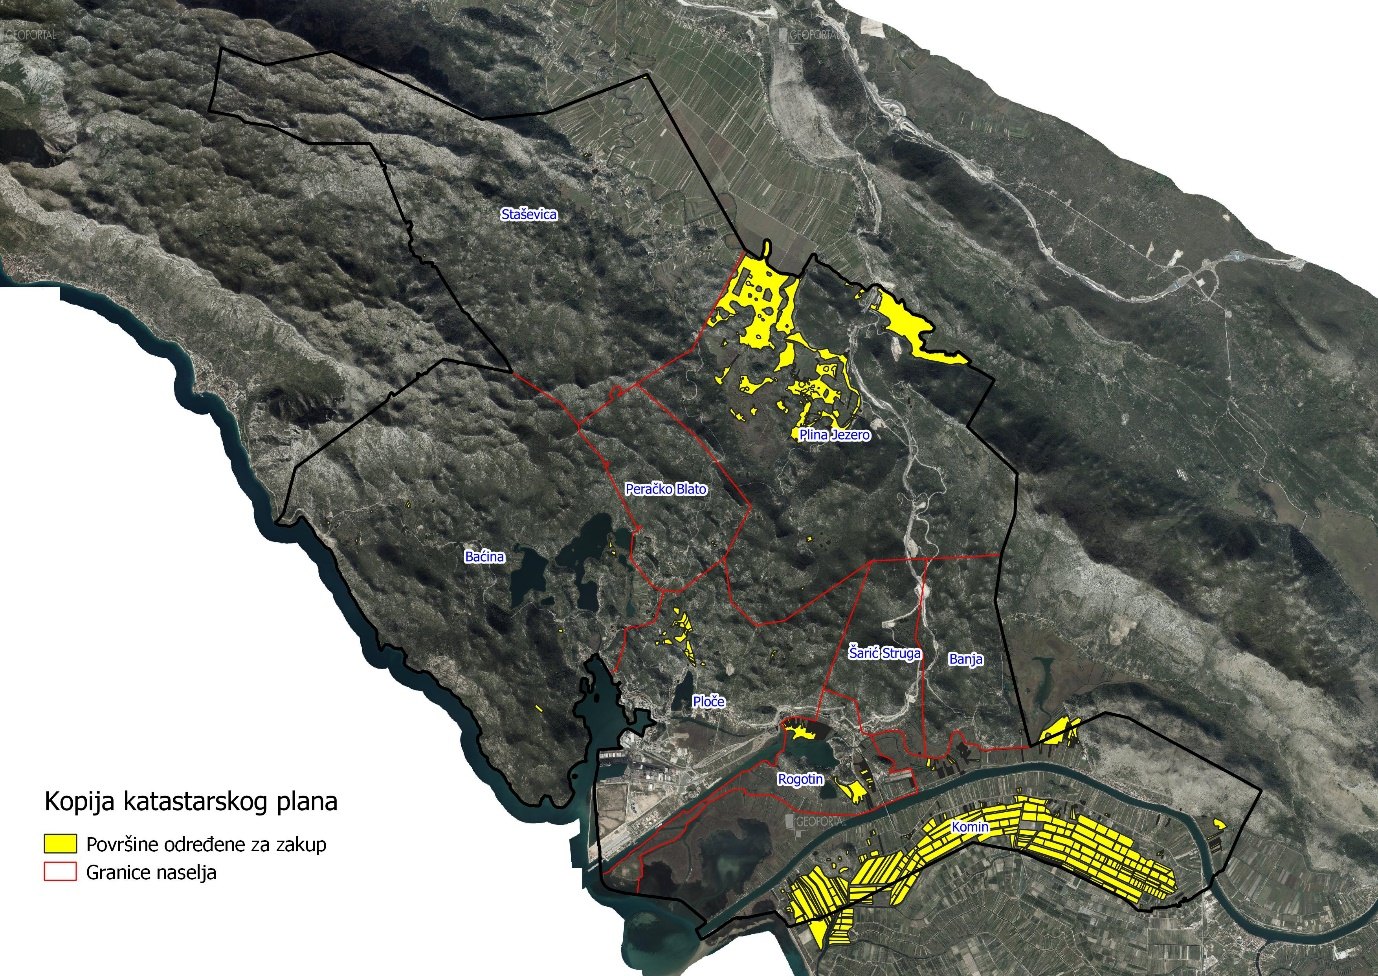 GEOPORTAL
GEOPORTAL
Staševica
Plina Jezero
Peračko Blato
Baćina
Šarić Struga
Banja
Ploče
Rogotin
GEOPORTAL
Komin
Kopija katastarskog plana
Površine određene za zakup
Granice naselja